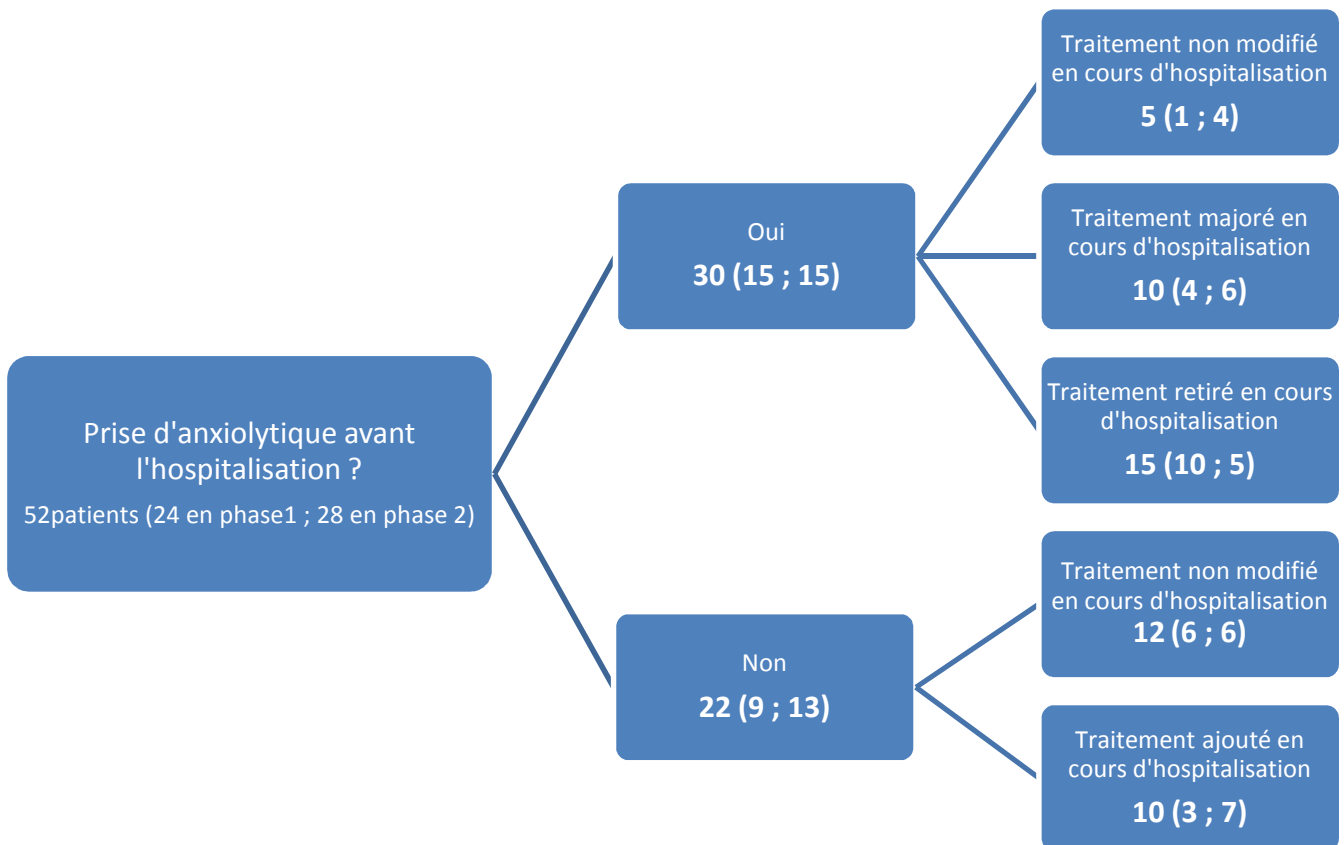 Prise d'anxiolytique avant
l'hospitalisation ?
52patients (24 en phase1 ; 28 en phase 2)
Oui
30 (15 ; 15)
Traitement non modifié
en cours d'hospitalisation
5 (1 ; 4)
Traitement majoré en
cours d'hospitalisation
10 (4 ; 6)
Traitement retiré en cours
d'hospitalisation
15 (10 ; 5)
Non
22 (9 ; 13)
Traitement non modifié
en cours d'hospitalisation
12 (6 ; 6)
Traitement ajouté en
cours d'hospitalisation
10 (3 ; 7)